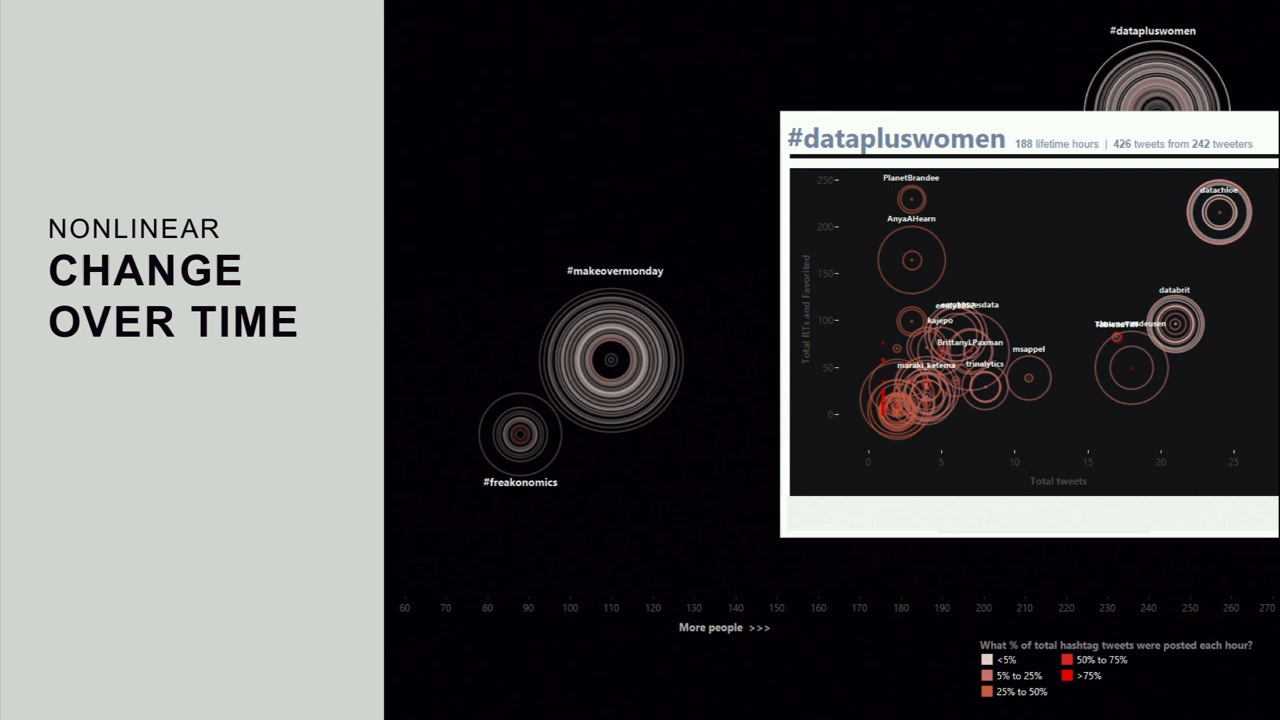 NONLINEAR
CHANGE
OVER TIME
#datapluswomen
#datapluswomen 188 lifetime hours | 426 tweets from 242 tweeters
250
200
150
100
50
0
Total RTs and Favorited
PlanetBrandee
AnyaAHearn
datachloe
databrit
kajepo
BrittanyLPaxman
msappel
maraki_ketema
trinalytics
0 5 10 15 20 25
Total tweets
#makeovermonday
#freakonomics
60 70 80 90 100 110 120 130 140 150 160 170 180 190 200 210 220 230 240 250 260 270
More people >>>
What % of total hashtag tweets were posted each hour?
<5%
5% to 25%
25% to 50%
50% to 75%
>75%